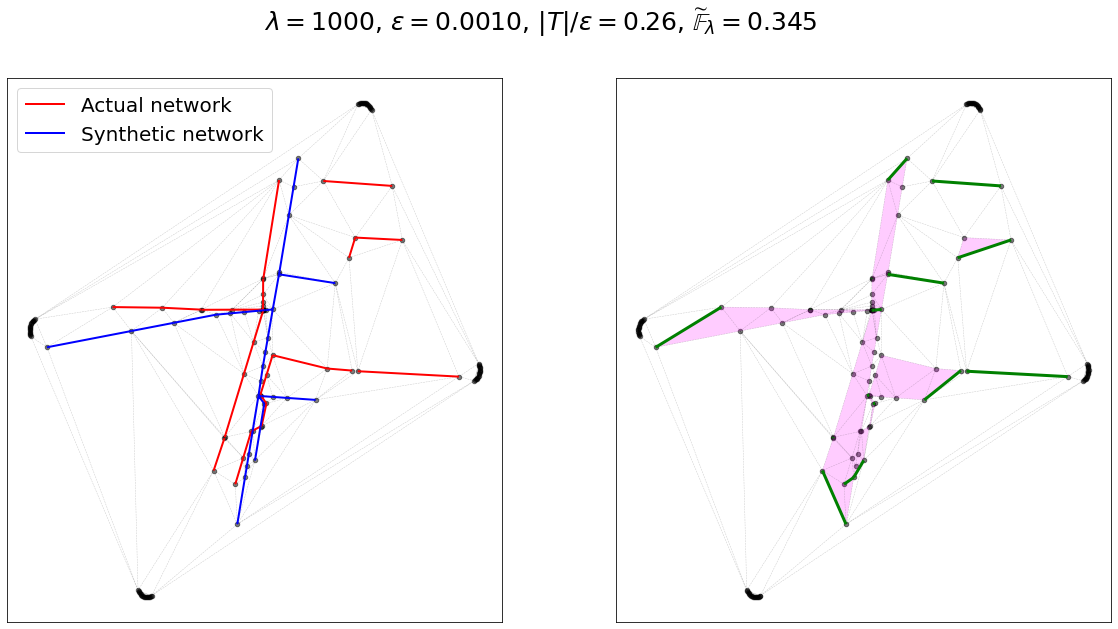 λ = 1000, ε = 0.0010, |T|/ε = 0.26, 𝔽̃_λ = 0.345
Actual network
Synthetic network